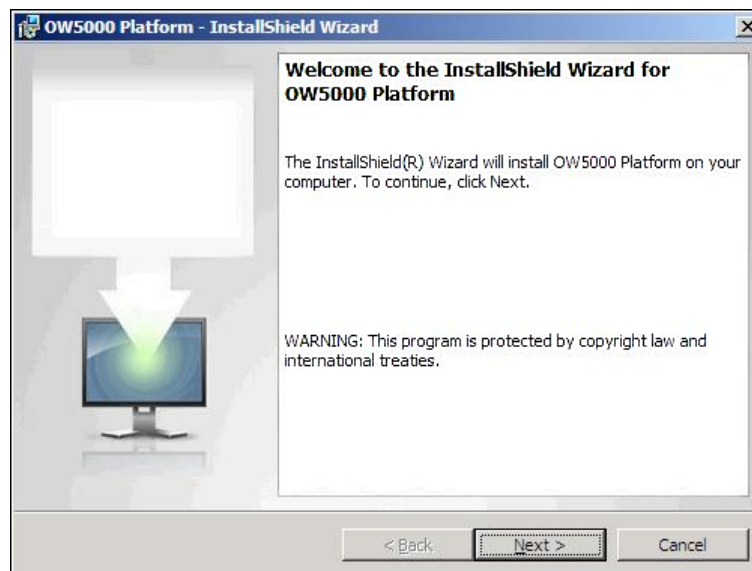 OW5000 Platform - InstallShield Wizard
Welcome to the InstallShield Wizard for
OW5000 Platform
The InstallShield(R) Wizard will install OW5000 Platform on your
computer. To continue, click Next.
WARNING: This program is protected by copyright law and
international treaties.
< Back
Next >
Cancel